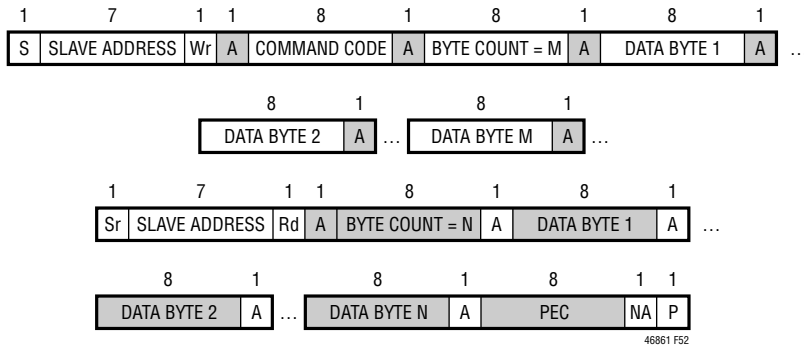 1 7 1 1 8 1 8 1 8 1
S SLAVE ADDRESS Wr A COMMAND CODE A BYTE COUNT = M A DATA BYTE 1 A ...
8 1 8 1
DATA BYTE 2 A ... DATA BYTE M A ...
1 7 1 1 8 1 8 1
Sr SLAVE ADDRESS Rd A BYTE COUNT = N A DATA BYTE 1 A ...
8 1 8 1 8 1 1
DATA BYTE 2 A ... DATA BYTE N A PEC NA P
46861 F52